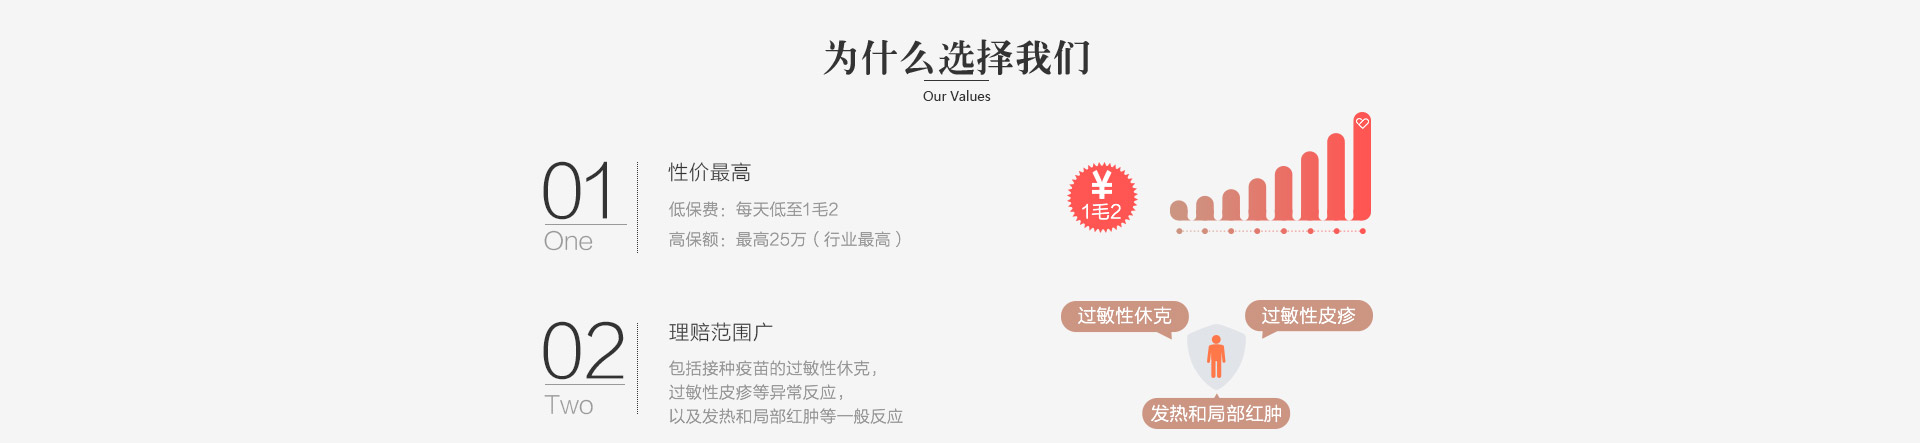 为什么选择我们
Our Values
01
One
性价最高
低保费：每天低至1毛2
高保额：最高25万（行业最高）
¥
1毛2
02
Two
理赔范围广
包括接种疫苗的过敏性休克，
过敏性皮疹等异常反应，
以及发热和局部红肿等一般反应
过敏性休克
过敏性皮疹
发热和局部红肿